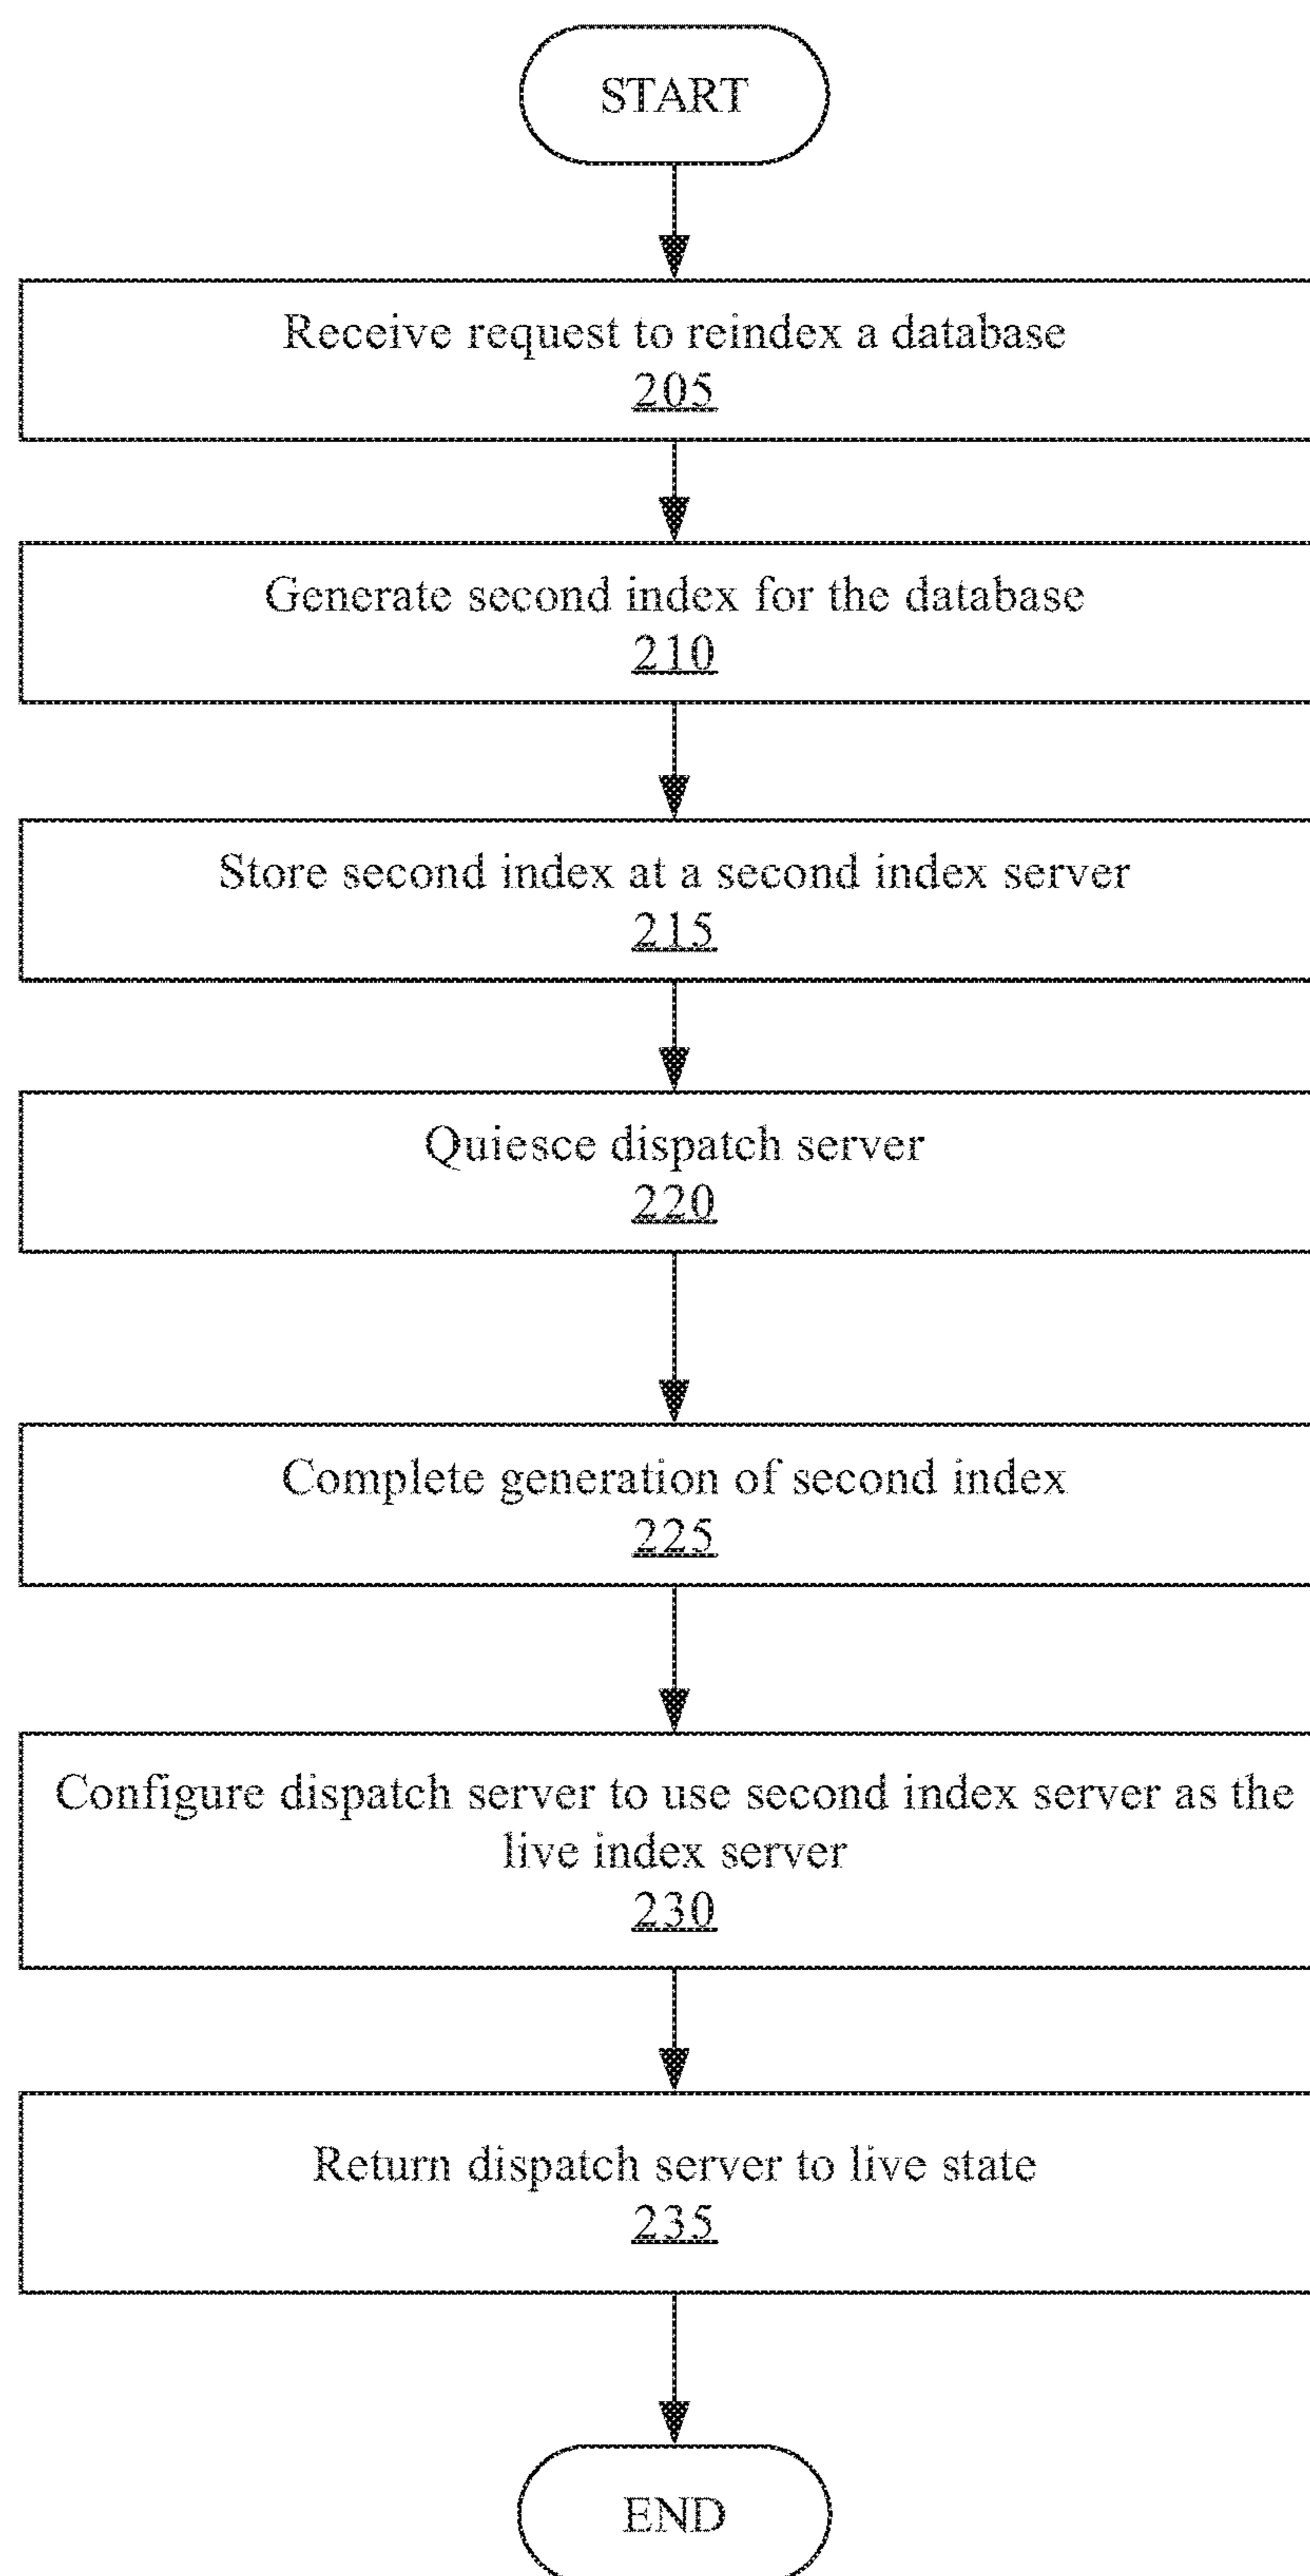 START
Receive request to reindex a database
205
Generate second index for the database
210
Store second index at a second index server
215
Quiesce dispatch server
220
Complete generation of second index
225
Configure dispatch server to use second index server as the
live index server
230
Return dispatch server to live state
235
END